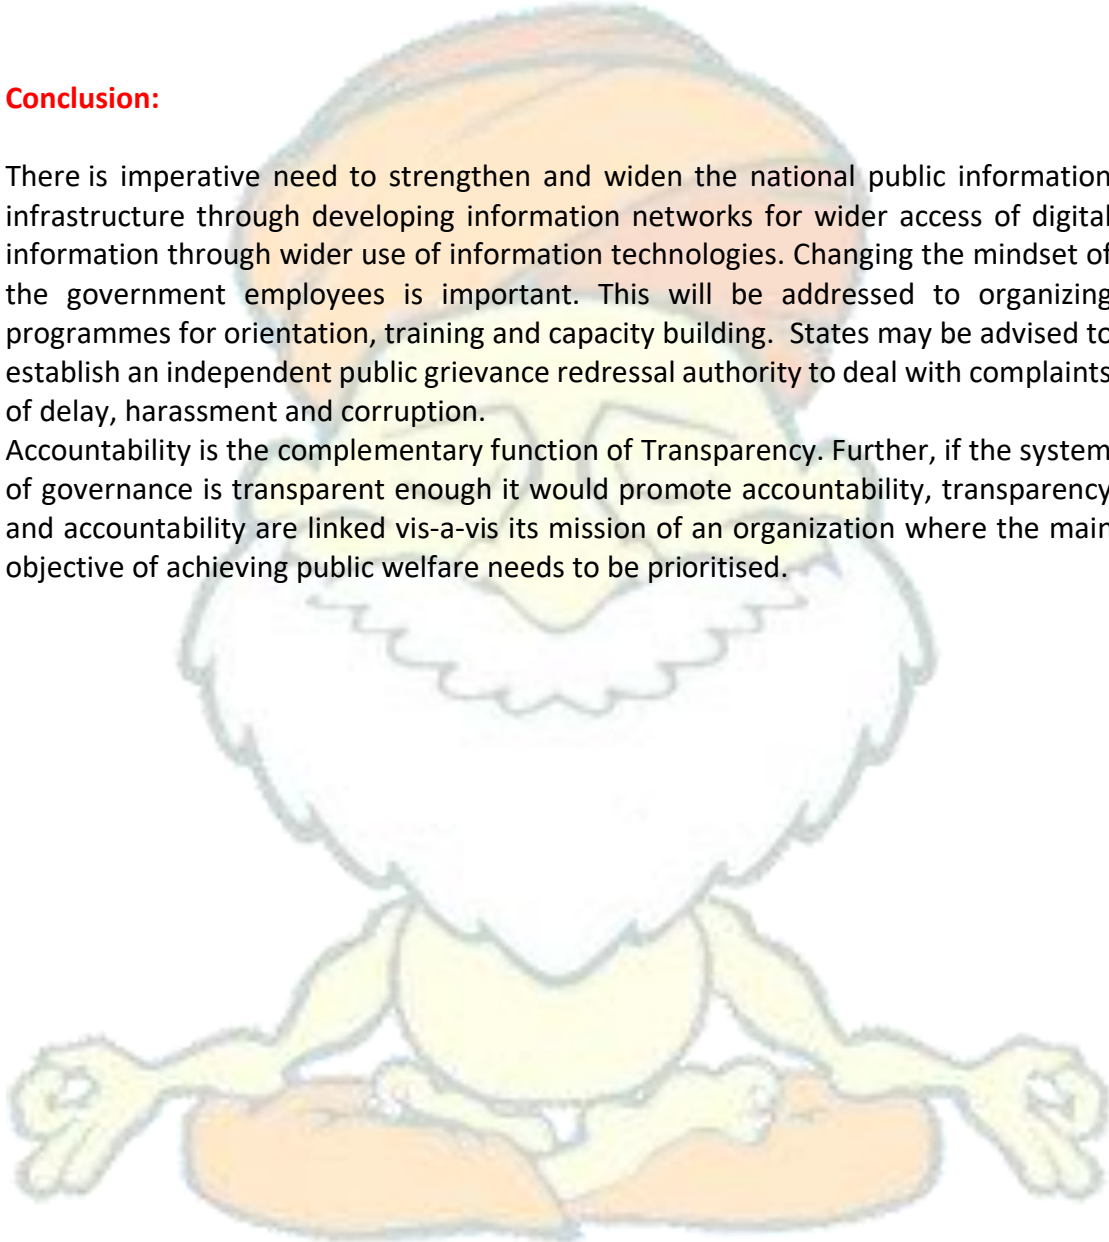 Conclusion:
There is imperative need to strengthen and widen the national public information
infrastructure through developing information networks for wider access of digital
information through wider use of information technologies. Changing the mindset of
the government employees is important. This will be addressed to organizing
programmes for orientation, training and capacity building.  States may be advised to
establish an independent public grievance redressal authority to deal with complaints
of delay, harassment and corruption.
Accountability is the complementary function of Transparency. Further, if the system
of governance is transparent enough it would promote accountability, transparency
and accountability are linked vis-a-vis its mission of an organization where the main
objective of achieving public welfare needs to be prioritised.